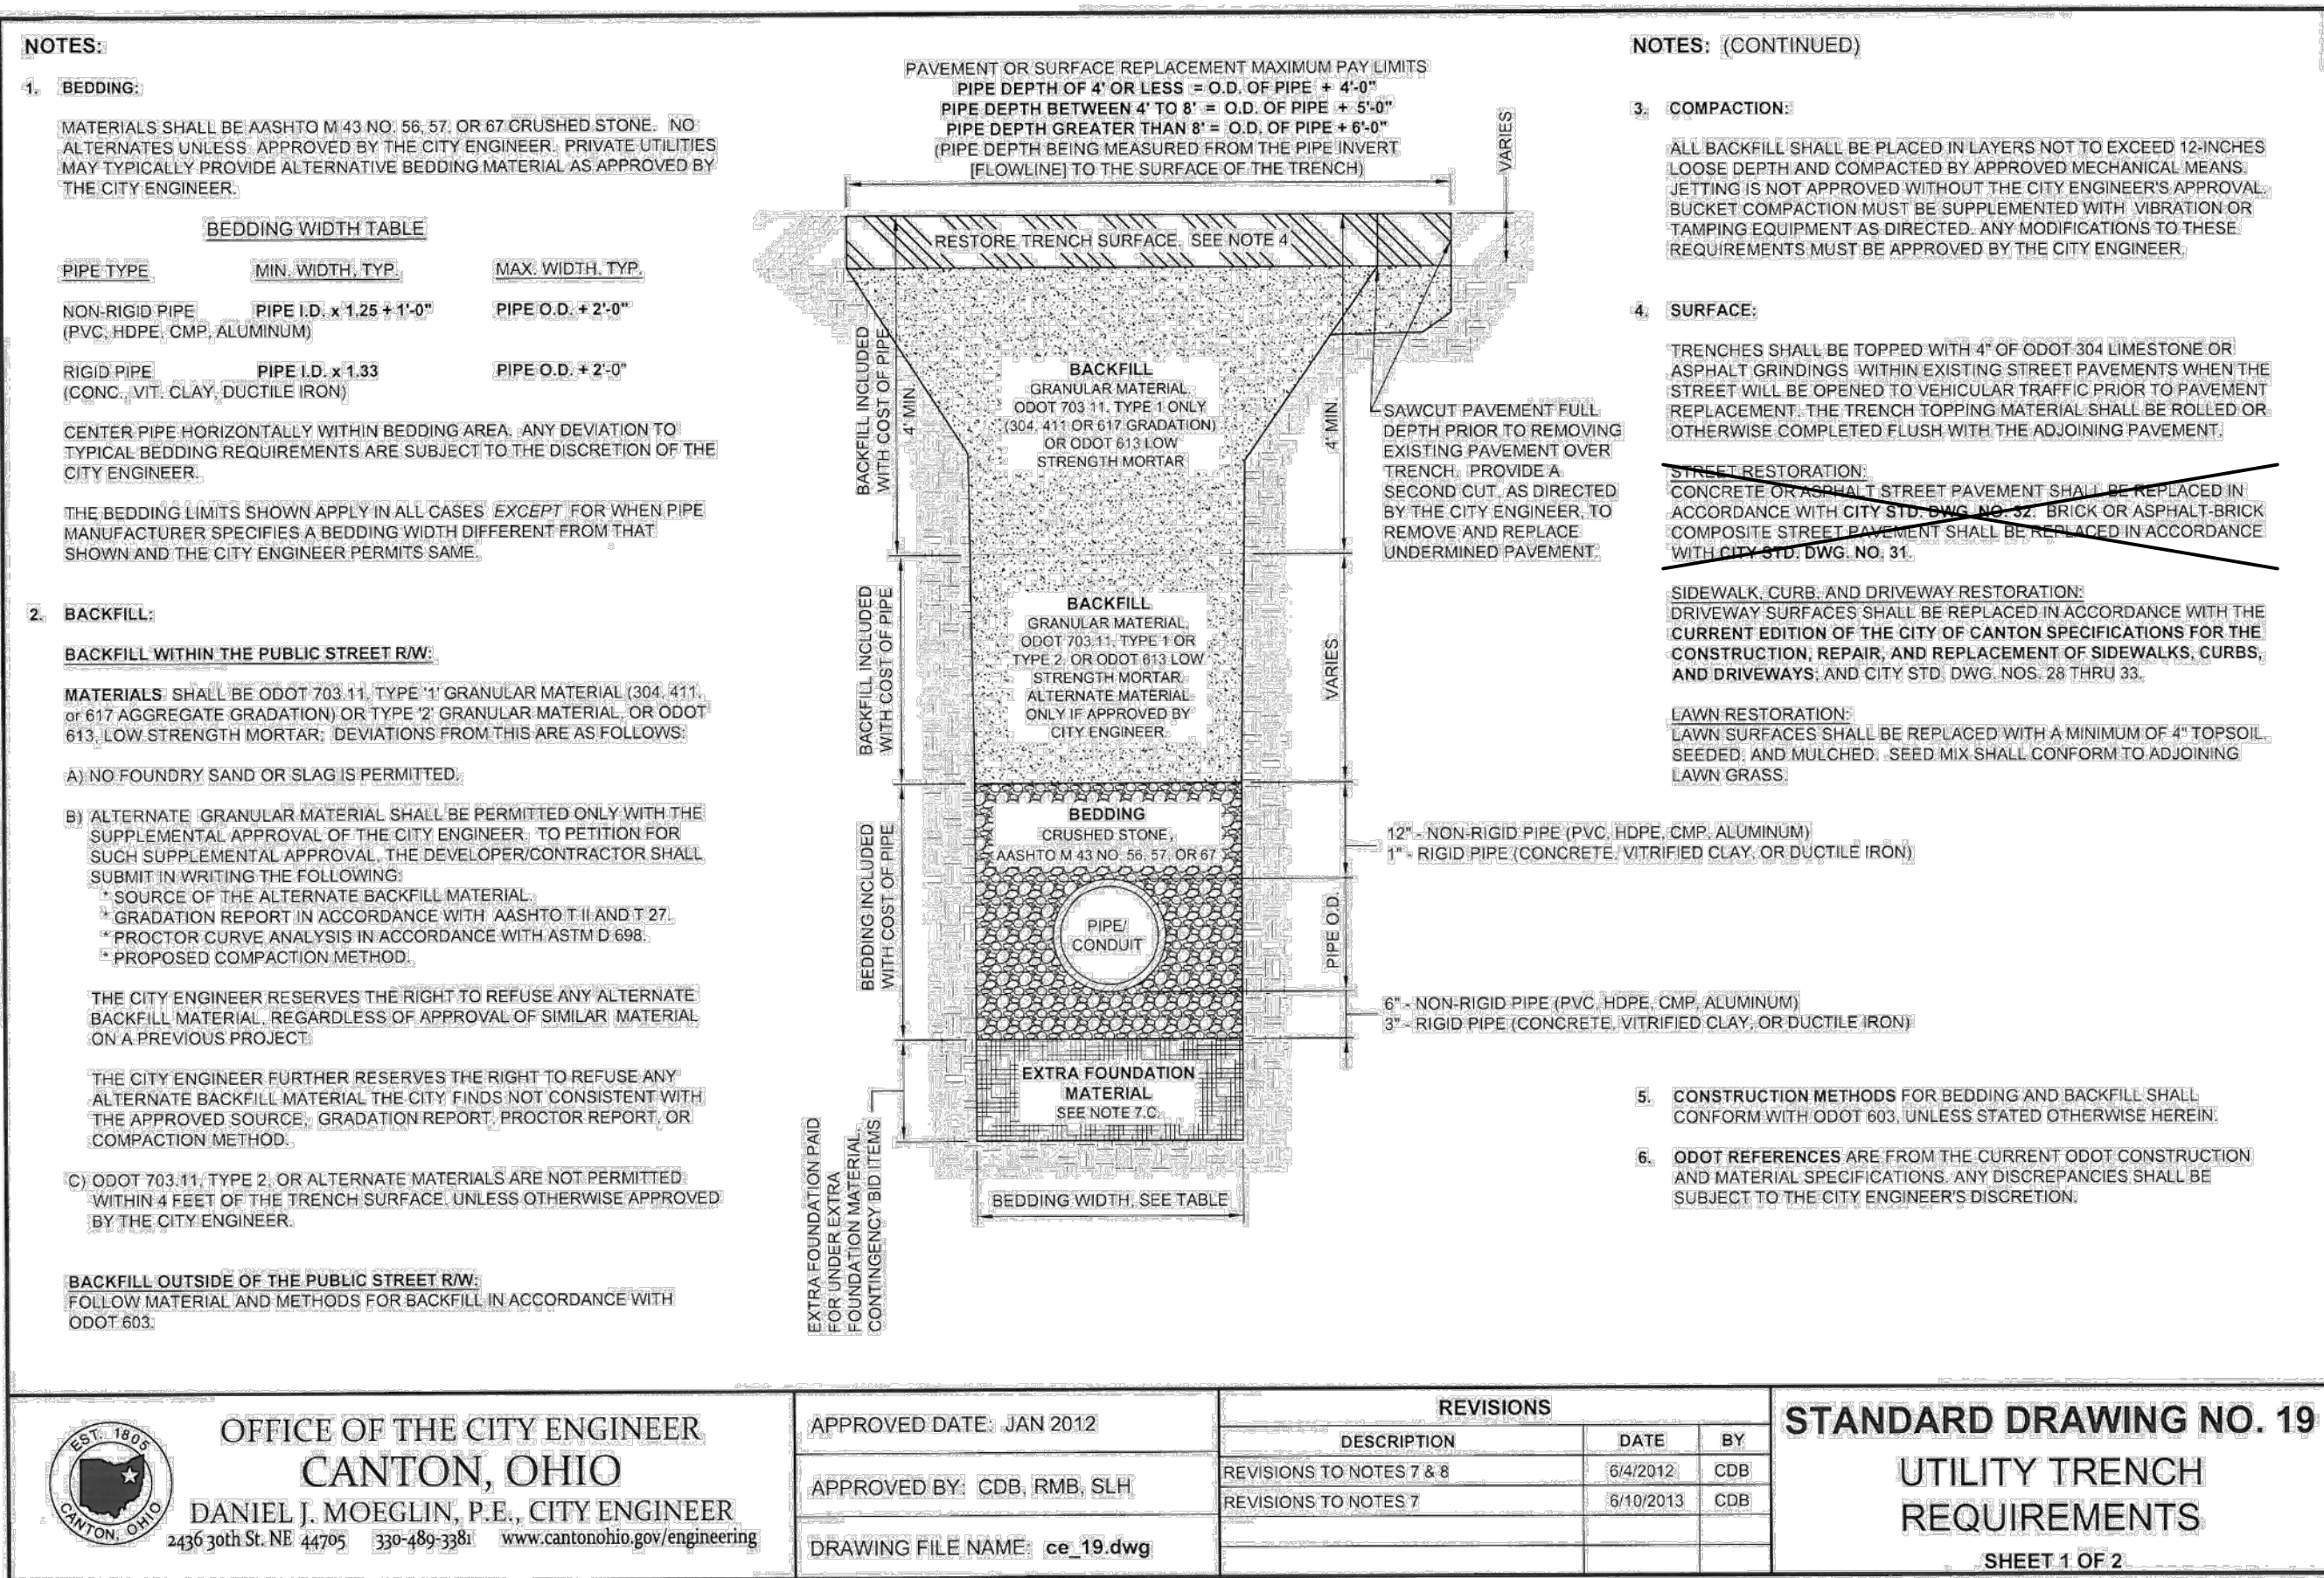 NOTES:
1. BEDDING:
MATERIALS SHALL BE AASHTO M 43 NO. 56, 57, OR 67 CRUSHED STONE. NO
ALTERNATES UNLESS APPROVED BY THE CITY ENGINEER. PRIVATE UTILITIES
MAY TYPICALLY PROVIDE ALTERNATIVE BEDDING MATERIAL AS APPROVED BY
THE CITY ENGINEER.
BEDDING WIDTH TABLE
PIPE TYPE MIN. WIDTH, TYP. MAX. WIDTH, TYP.
NON-RIGID PIPE PIPE I.D. x 1.25 + 1'-0" PIPE O.D. + 2'-0"
(PVC, HDPE, CMP, ALUMINUM)
RIGID PIPE PIPE I.D. x 1.33 PIPE O.D. + 2'-0"
(CONC., VIT. CLAY, DUCTILE IRON)
CENTER PIPE HORIZONTALLY WITHIN BEDDING AREA. ANY DEVIATION TO
TYPICAL BEDDING REQUIREMENTS ARE SUBJECT TO THE DISCRETION OF THE
CITY ENGINEER.
THE BEDDING LIMITS SHOWN APPLY IN ALL CASES EXCEPT FOR WHEN PIPE
MANUFACTURER SPECIFIES A BEDDING WIDTH DIFFERENT FROM THAT
SHOWN AND THE CITY ENGINEER PERMITS SAME.
2. BACKFILL:
BACKFILL WITHIN THE PUBLIC STREET R/W:
MATERIALS SHALL BE ODOT 703.11, TYPE '1' GRANULAR MATERIAL (304, 411,
or 617 AGGREGATE GRADATION) OR TYPE '2' GRANULAR MATERIAL, OR ODOT
613, LOW STRENGTH MORTAR; DEVIATIONS FROM THIS ARE AS FOLLOWS:
A) NO FOUNDRY SAND OR SLAG IS PERMITTED.
B) ALTERNATE GRANULAR MATERIAL SHALL BE PERMITTED ONLY WITH THE
SUPPLEMENTAL APPROVAL OF THE CITY ENGINEER. TO PETITION FOR
SUCH SUPPLEMENTAL APPROVAL, THE DEVELOPER/CONTRACTOR SHALL
SUBMIT IN WRITING THE FOLLOWING:
* SOURCE OF THE ALTERNATE BACKFILL MATERIAL.
* GRADATION REPORT IN ACCORDANCE WITH AASHTO T II AND T 27.
* PROCTOR CURVE ANALYSIS IN ACCORDANCE WITH ASTM D 698.
* PROPOSED COMPACTION METHOD.
THE CITY ENGINEER RESERVES THE RIGHT TO REFUSE ANY ALTERNATE
BACKFILL MATERIAL, REGARDLESS OF APPROVAL OF SIMILAR MATERIAL
ON A PREVIOUS PROJECT.
THE CITY ENGINEER FURTHER RESERVES THE RIGHT TO REFUSE ANY
ALTERNATE BACKFILL MATERIAL THE CITY FINDS NOT CONSISTENT WITH
THE APPROVED SOURCE, GRADATION REPORT, PROCTOR REPORT, OR
COMPACTION METHOD.
C) ODOT 703.11, TYPE 2, OR ALTERNATE MATERIALS ARE NOT PERMITTED
WITHIN 4 FEET OF THE TRENCH SURFACE, UNLESS OTHERWISE APPROVED
BY THE CITY ENGINEER.
BACKFILL OUTSIDE OF THE PUBLIC STREET R/W:
FOLLOW MATERIAL AND METHODS FOR BACKFILL IN ACCORDANCE WITH
ODOT 603.
PAVEMENT OR SURFACE REPLACEMENT MAXIMUM PAY LIMITS
PIPE DEPTH OF 4' OR LESS = O.D. OF PIPE + 4'-0"
PIPE DEPTH BETWEEN 4' TO 8' = O.D. OF PIPE + 5'-0"
PIPE DEPTH GREATER THAN 8' = O.D. OF PIPE + 6'-0"
(PIPE DEPTH BEING MEASURED FROM THE PIPE INVERT
[FLOWLINE] TO THE SURFACE OF THE TRENCH)
VARIES
RESTORE TRENCH SURFACE. SEE NOTE 4.
BACKFILL INCLUDED
WITH COST OF PIPE
4' MIN.
BACKFILL
GRANULAR MATERIAL,
ODOT 703.11, TYPE 1 ONLY
(304, 411 OR 617 GRADATION)
OR ODOT 613 LOW
STRENGTH MORTAR
4' MIN.
SAWCUT PAVEMENT FULL
DEPTH PRIOR TO REMOVING
EXISTING PAVEMENT OVER
TRENCH. PROVIDE A
SECOND CUT, AS DIRECTED
BY THE CITY ENGINEER, TO
REMOVE AND REPLACE
UNDERMINED PAVEMENT.
BACKFILL INCLUDED
WITH COST OF PIPE
BACKFILL
GRANULAR MATERIAL,
ODOT 703.11, TYPE 1 OR
TYPE 2, OR ODOT 613 LOW
STRENGTH MORTAR.
ALTERNATE MATERIAL
ONLY IF APPROVED BY
CITY ENGINEER.
VARIES
BEDDING INCLUDED
WITH COST OF PIPE
BEDDING
CRUSHED STONE,
AASHTO M 43 NO. 56, 57, OR 67
12" - NON-RIGID PIPE (PVC, HDPE, CMP, ALUMINUM)
1" - RIGID PIPE (CONCRETE, VITRIFIED CLAY, OR DUCTILE IRON)
PIPE/
CONDUIT
PIPE O.D.
6" - NON-RIGID PIPE (PVC, HDPE, CMP, ALUMINUM)
3" - RIGID PIPE (CONCRETE, VITRIFIED CLAY, OR DUCTILE IRON)
EXTRA FOUNDATION
MATERIAL
SEE NOTE 7.C.
EXTRA FOUNDATION PAID
FOR UNDER EXTRA
FOUNDATION MATERIAL,
CONTINGENCY BID ITEMS
BEDDING WIDTH, SEE TABLE
NOTES: (CONTINUED)
3. COMPACTION:
ALL BACKFILL SHALL BE PLACED IN LAYERS NOT TO EXCEED 12-INCHES
LOOSE DEPTH AND COMPACTED BY APPROVED MECHANICAL MEANS.
JETTING IS NOT APPROVED WITHOUT THE CITY ENGINEER'S APPROVAL.
BUCKET COMPACTION MUST BE SUPPLEMENTED WITH VIBRATION OR
TAMPING EQUIPMENT AS DIRECTED. ANY MODIFICATIONS TO THESE
REQUIREMENTS MUST BE APPROVED BY THE CITY ENGINEER.
4. SURFACE:
TRENCHES SHALL BE TOPPED WITH 4" OF ODOT 304 LIMESTONE OR
ASPHALT GRINDINGS WITHIN EXISTING STREET PAVEMENTS WHEN THE
STREET WILL BE OPENED TO VEHICULAR TRAFFIC PRIOR TO PAVEMENT
REPLACEMENT. THE TRENCH TOPPING MATERIAL SHALL BE ROLLED OR
OTHERWISE COMPLETED FLUSH WITH THE ADJOINING PAVEMENT.
STREET RESTORATION:
CONCRETE OR ASPHALT STREET PAVEMENT SHALL BE REPLACED IN
ACCORDANCE WITH CITY STD. DWG. NO. 32. BRICK OR ASPHALT-BRICK
COMPOSITE STREET PAVEMENT SHALL BE REPLACED IN ACCORDANCE
WITH CITY STD. DWG. NO. 31.
SIDEWALK, CURB, AND DRIVEWAY RESTORATION:
DRIVEWAY SURFACES SHALL BE REPLACED IN ACCORDANCE WITH THE
CURRENT EDITION OF THE CITY OF CANTON SPECIFICATIONS FOR THE
CONSTRUCTION, REPAIR, AND REPLACEMENT OF SIDEWALKS, CURBS,
AND DRIVEWAYS; AND CITY STD. DWG. NOS. 28 THRU 33.
LAWN RESTORATION:
LAWN SURFACES SHALL BE REPLACED WITH A MINIMUM OF 4" TOPSOIL,
SEEDED, AND MULCHED. SEED MIX SHALL CONFORM TO ADJOINING
LAWN GRASS.
5. CONSTRUCTION METHODS FOR BEDDING AND BACKFILL SHALL
CONFORM WITH ODOT 603, UNLESS STATED OTHERWISE HEREIN.
6. ODOT REFERENCES ARE FROM THE CURRENT ODOT CONSTRUCTION
AND MATERIAL SPECIFICATIONS. ANY DISCREPANCIES SHALL BE
SUBJECT TO THE CITY ENGINEER'S DISCRETION.
EST. 1805
CANTON, OHIO
OFFICE OF THE CITY ENGINEER
CANTON, OHIO
DANIEL J. MOEGLIN, P.E., CITY ENGINEER
2436 30th St. NE 44705 330-489-3381 www.cantonohio.gov/engineering
APPROVED DATE: JAN 2012
APPROVED BY: CDB, RMB, SLH
DRAWING FILE NAME: ce_19.dwg
REVISIONS
DESCRIPTION DATE BY
REVISIONS TO NOTES 7 & 8 6/4/2012 CDB
REVISIONS TO NOTES 7 6/10/2013 CDB
STANDARD DRAWING NO. 19
UTILITY TRENCH
REQUIREMENTS
SHEET 1 OF 2